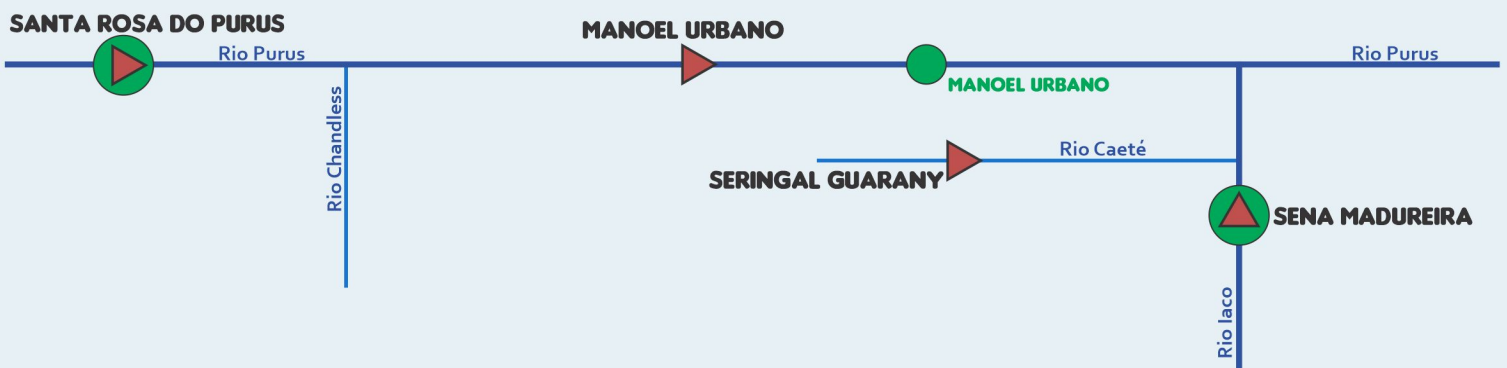 SANTA ROSA DO PURUS
MANOEL URBANO
Rio Purus
Rio Purus
MANOEL URBANO
Rio Chandless
Rio Caeté
SERINGAL GUARANY
SENA MADUREIRA
Rio Iaco